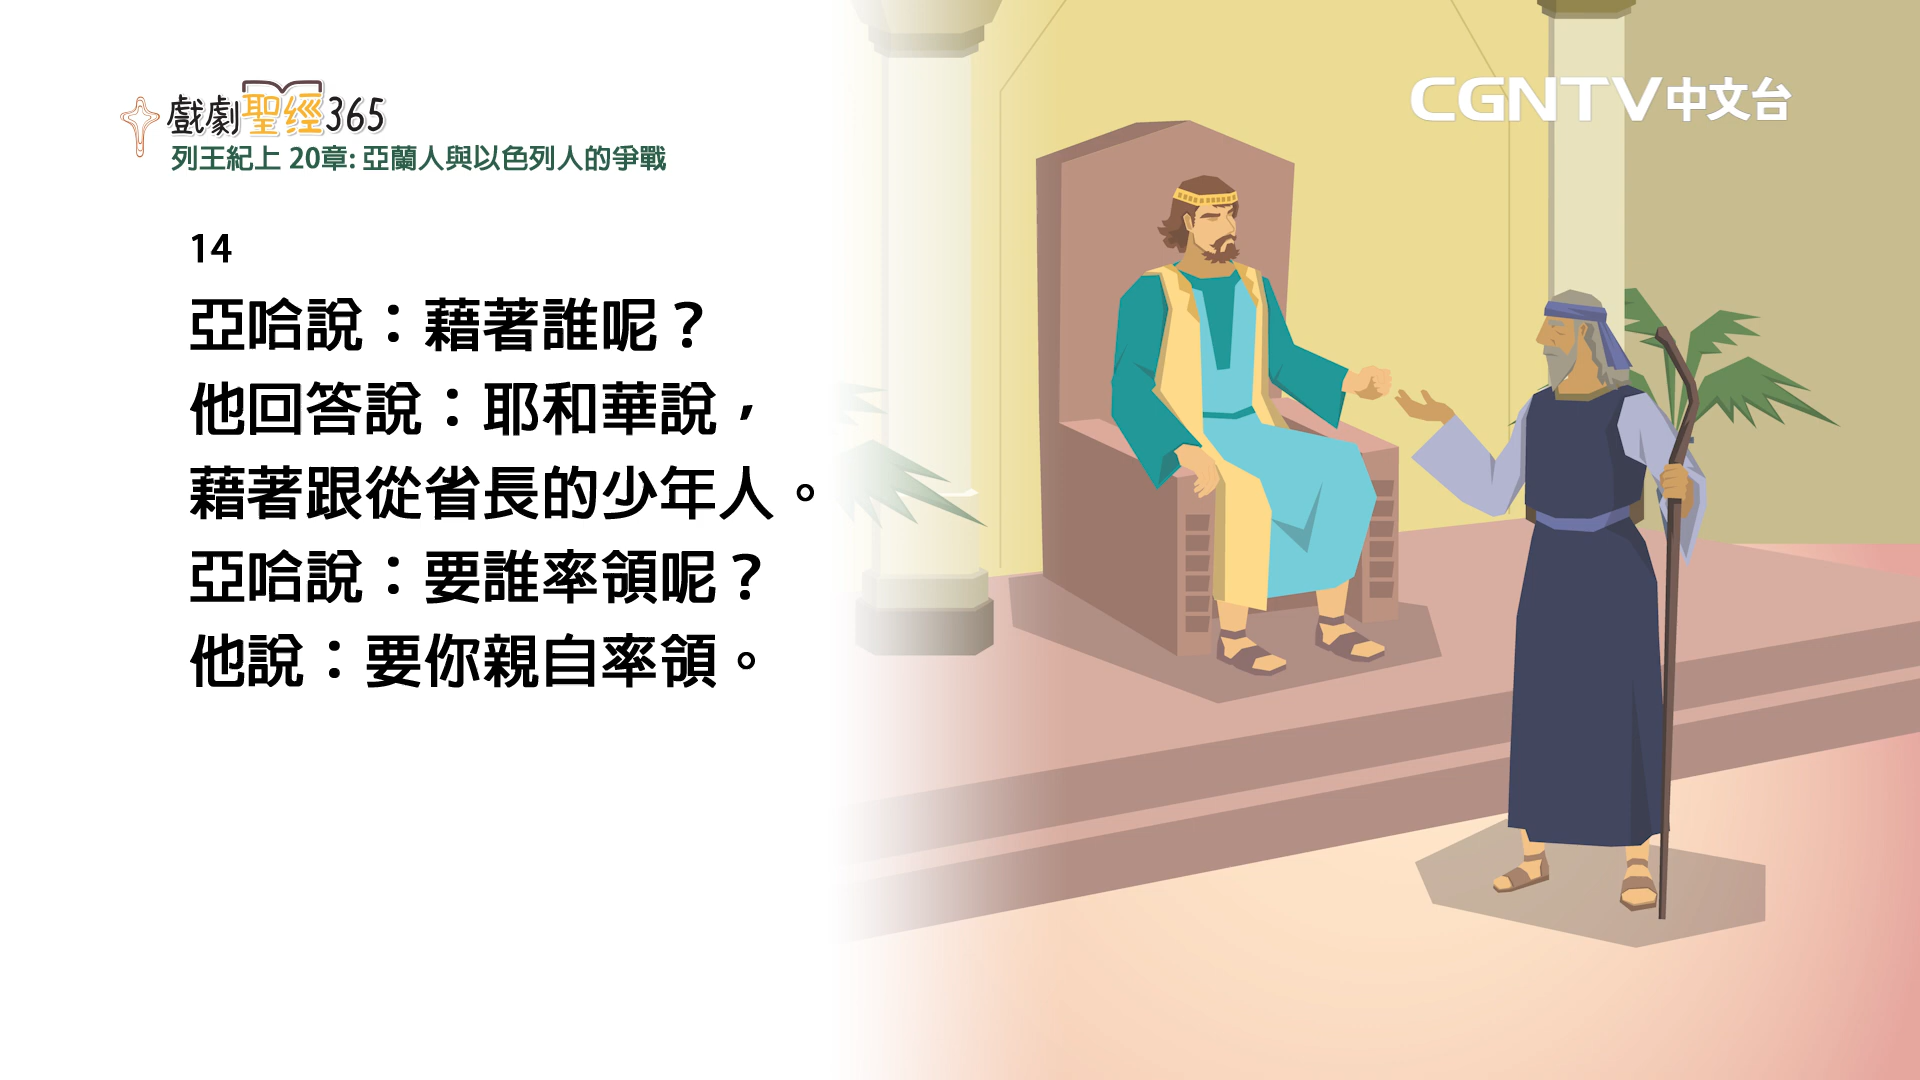 戲劇聖經365
CGNTV中文台
列王紀上 20章: 亞蘭人與以色列人的爭戰
14
亞哈說：藉著誰呢？
他回答說：耶和華說，
藉著跟從省長的少年人。
亞哈說：要誰率領呢？
他說：要你親自率領。